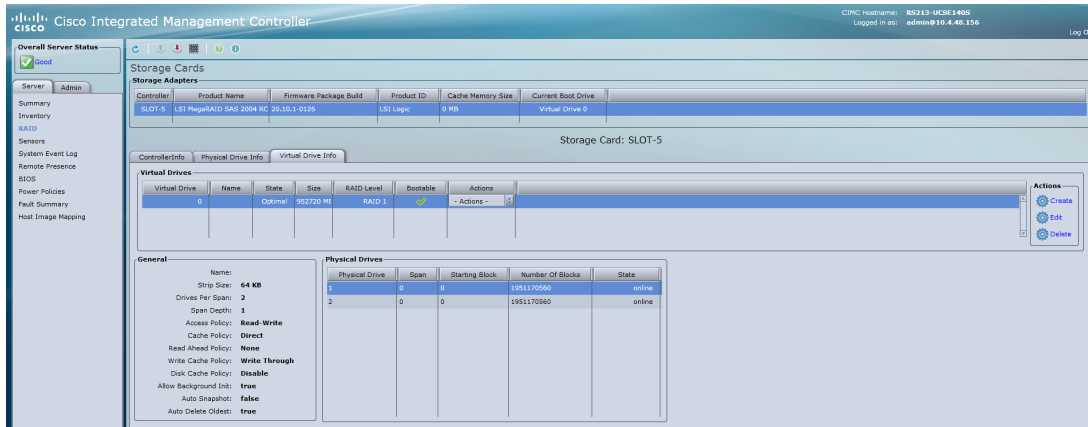 CISCO
Cisco Integrated Management Controller
CIMC Hostname: RS213-UCSE140S
Logged in as: admin@10.4.48.156
Log O
Overall Server Status
Good
Server Admin
Summary
Inventory
RAID
Sensors
System Event Log
Remote Presence
BIOS
Power Policies
Fault Summary
Host Image Mapping
Storage Cards
Storage Adapters
Controller Product Name Firmware Package Build Product ID Cache Memory Size Current Boot Drive
SLOT-5 LSI MegaRAID SAS 2004 RC 20.10.1-0126 LSI Logic 0 MB Virtual Drive 0
Storage Card: SLOT-5
ControllerInfo Physical Drive Info Virtual Drive Info
Virtual Drives
Virtual Drive Name State Size RAID Level Bootable Actions
0 Optimal 952720 ME RAID 1 - Actions -
Actions
Create
Edit
Delete
General
Name:
Strip Size: 64 KB
Drives Per Span: 2
Span Depth: 1
Access Policy: Read-Write
Cache Policy: Direct
Read Ahead Policy: None
Write Cache Policy: Write Through
Disk Cache Policy: Disable
Allow Background Init: true
Auto Snapshot: false
Auto Delete Oldest: true
Physical Drives
Physical Drive Span Starting Block Number Of Blocks State
1 0 0 1951170560 online
2 0 0 1951170560 online